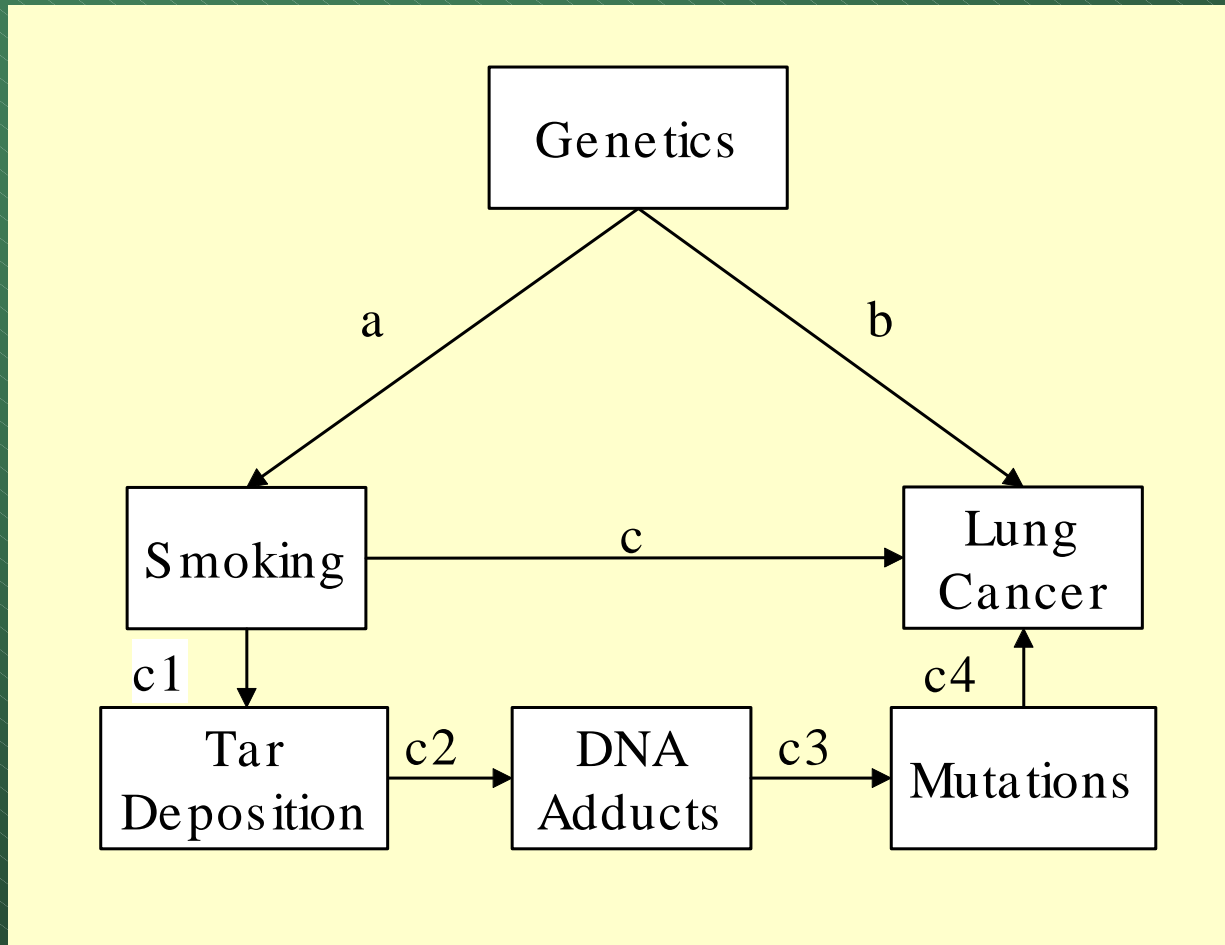 Genetics
a
b
Smoking
c
Lung
Cancer
c1
c4
Tar
Deposition
c2
DNA
Adducts
c3
Mutations